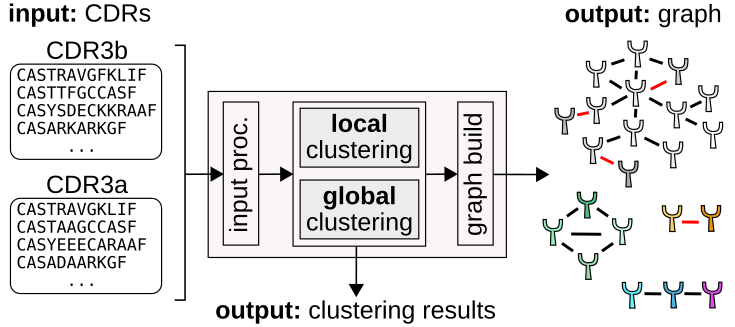 input: CDRs
CDR3b
CASTRAVGFKLIF
CASTTFGCCASF
CASYSDECKKRAAF
CASARKARKGF
...
CDR3a
CASTRAVGKLIF
CASTAAGCCASF
CASYEEECARAAF
CASADAARKGF
...
input proc.
local
clustering
global
clustering
graph build
output: clustering results
output: graph